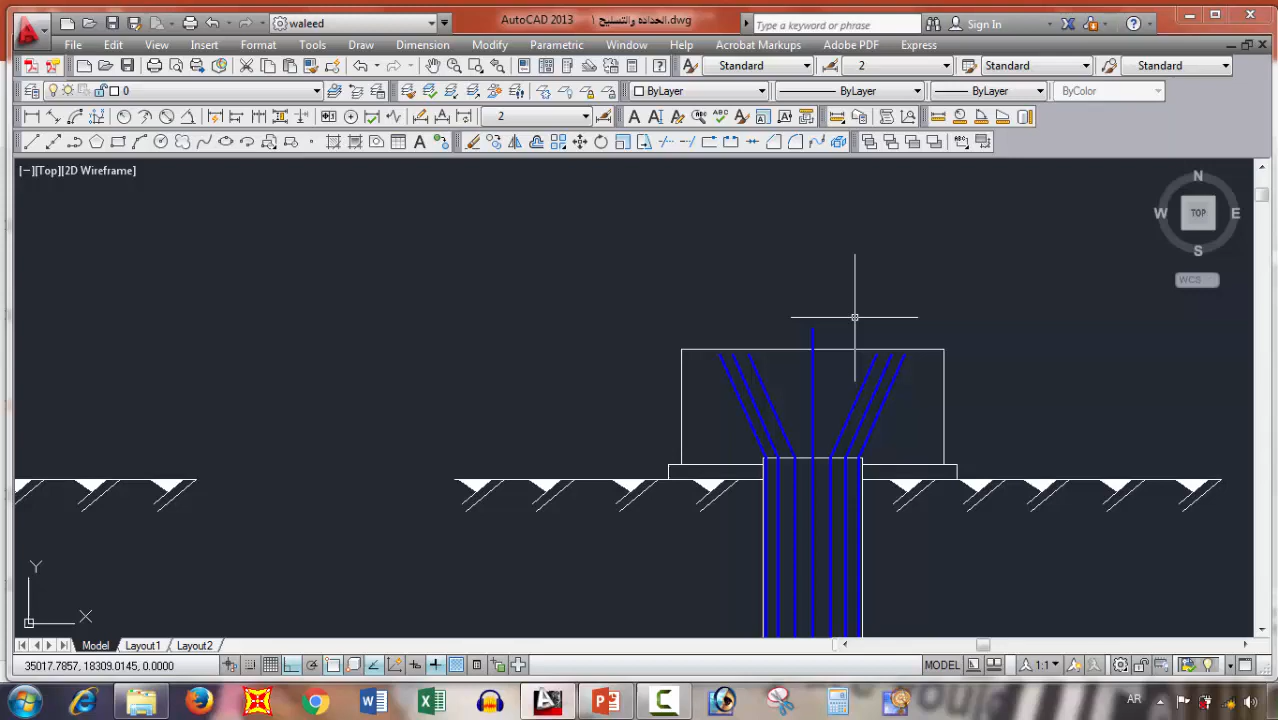 waleed
AutoCAD 2013 الحداده والتسليح ١.dwg
Type a keyword or phrase
Sign In
File Edit View Insert Format Tools Draw Dimension Modify Parametric Window Help Acrobat Markups Adobe PDF Express
Standard 2 Standard Standard
0 ByLayer ByLayer ByLayer ByColor
2
[−][Top][2D Wireframe]
N
W TOP E
S
WCS
Y
X
Model Layout1 Layout2
35017.7857, 18309.0145, 0.0000 MODEL 1:1
AR